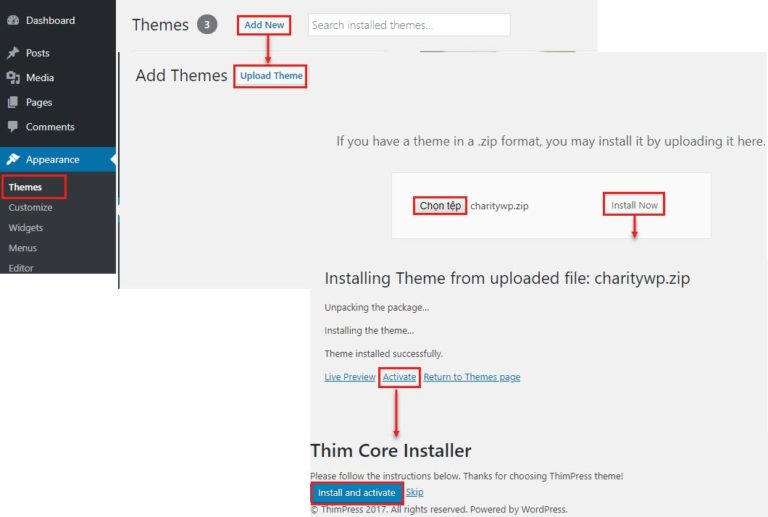 Dashboard
Posts
Media
Pages
Comments
Appearance
Themes
Customize
Widgets
Menus
Editor
Themes 3 Add New Search installed themes...
Add Themes Upload Theme
If you have a theme in a .zip format, you may install it by uploading it here.
Chọn tệp charitywp.zip Install Now
Installing Theme from uploaded file: charitywp.zip
Unpacking the package...
Installing the theme...
Theme installed successfully.
Live Preview Activate Return to Themes page
Thim Core Installer
Please follow the instructions below. Thanks for choosing ThimPress theme!
Install and activate Skip
© ThimPress 2017. All rights reserved. Powered by WordPress.